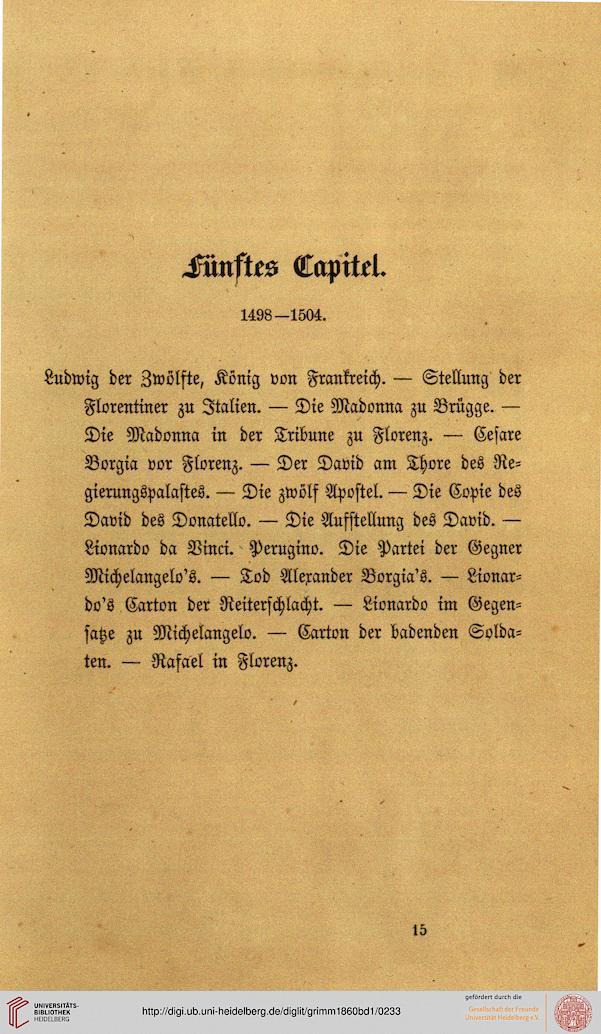 Fünftes Capitel.
1498—1504.
Ludwig der Zwölfte, König von Frankreich. — Stellung der
Florentiner zu Italien. — Die Madonna zu Brügge. —
Die Madonna in der Tribune zu Florenz. — Cesare
Borgia vor Florenz. — Der David am Thore des Re-
gierungspalastes. — Die zwölf Apostel. — Die Copie des
David des Donatello. — Die Aufstellung des David. —
Lionardo da Vinci. Perugino. Die Partei der Gegner
Michelangelo's. — Tod Alexander Borgia's. — Lionar-
do's Carton der Reiterschlacht. — Lionardo im Gegen-
satze zu Michelangelo. — Carton der badenden Solda-
ten. — Rafael in Florenz.
15
UNIVERSITÄTS-
BIBLIOTHEK
HEIDELBERG
http://digi.ub.uni-heidelberg.de/diglit/grimm1860bd1/0233
gefördert durch die
Gesellschaft der Freunde
Universität Heidelberg e.V.